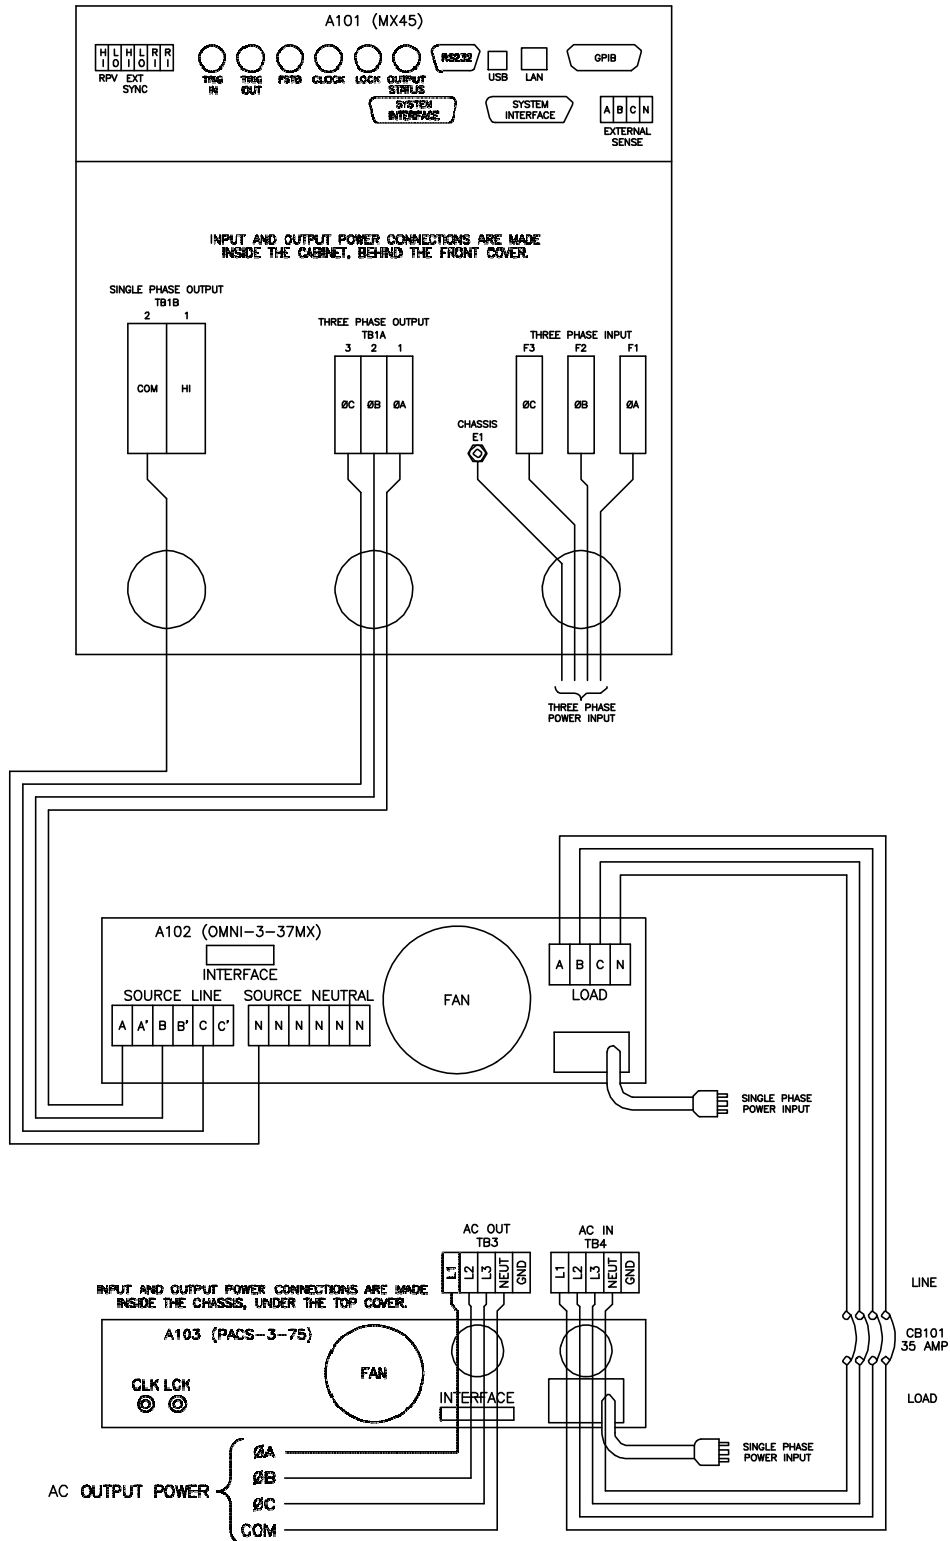 A101 (MX45)
HI LO HI LO RI RI
RPV EXT
SYNC
TRIG
IN
TRIG
OUT
FSTB
CLOCK
LOCK
OUTPUT
STATUS
RS232
USB
LAN
GPIB
SYSTEM
INTERFACE
SYSTEM
INTERFACE
A B C N
EXTERNAL
SENSE
INPUT AND OUTPUT POWER CONNECTIONS ARE MADE
INSIDE THE CABINET, BEHIND THE FRONT COVER.
SINGLE PHASE OUTPUT
TB1B
2 1
COM HI
THREE PHASE OUTPUT
TB1A
3 2 1
ØC ØB ØA
CHASSIS
E1
THREE PHASE INPUT
F3 F2 F1
ØC ØB ØA
THREE PHASE
POWER INPUT
A102 (OMNI-3-37MX)
INTERFACE
SOURCE LINE
A A' B B' C C'
SOURCE NEUTRAL
N N N N N N
FAN
A B C N
LOAD
SINGLE PHASE
POWER INPUT
AC OUT
TB3
L1 L2 L3 NEUT GND
AC IN
TB4
L1 L2 L3 NEUT GND
INPUT AND OUTPUT POWER CONNECTIONS ARE MADE
INSIDE THE CHASSIS, UNDER THE TOP COVER.
A103 (PACS-3-75)
FAN
CLK LCK
INTERFACE
LINE
CB101
35 AMP
LOAD
SINGLE PHASE
POWER INPUT
AC OUTPUT POWER
ØA
ØB
ØC
COM